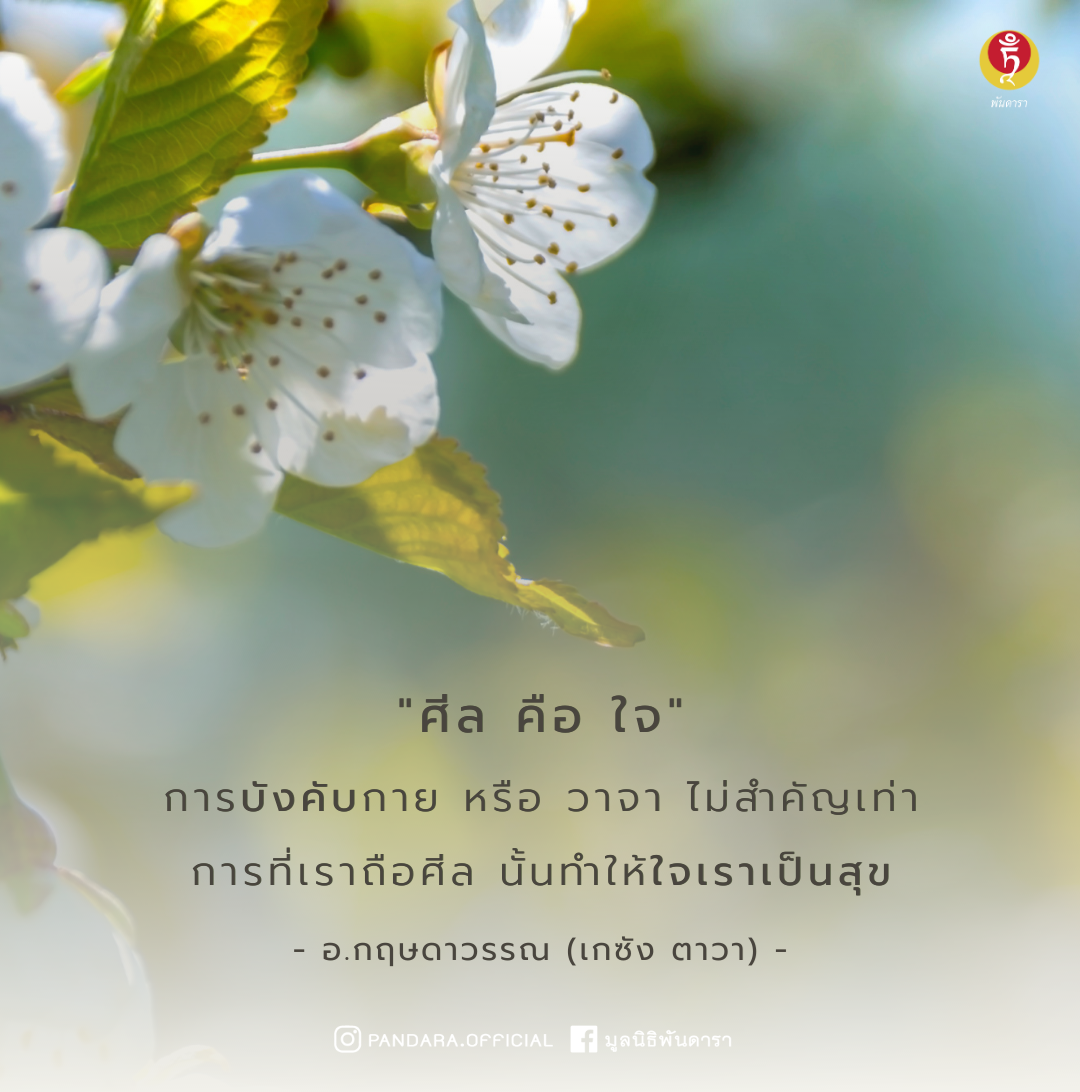 พันดารา
"ศีล คือ ใจ"
การบังคับกาย หรือ วาจา ไม่สำคัญเท่า
การที่เราถือศีล นั้นทำให้ใจเราเป็นสุข
- อ.กฤษดาวรรณ (เกซัง ตาวา) -
PANDARA.OFFICIAL มูลนิธิพันดารา